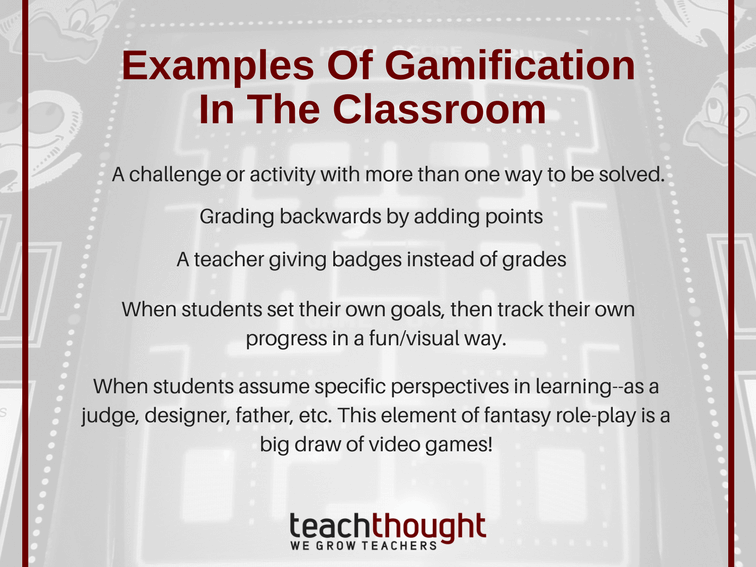 Examples Of Gamification
In The Classroom
A challenge or activity with more than one way to be solved.
Grading backwards by adding points
A teacher giving badges instead of grades
When students set their own goals, then track their own
progress in a fun/visual way.
When students assume specific perspectives in learning--as a
judge, designer, father, etc. This element of fantasy role-play is a
big draw of video games!
teachthought
WE GROW TEACHERS